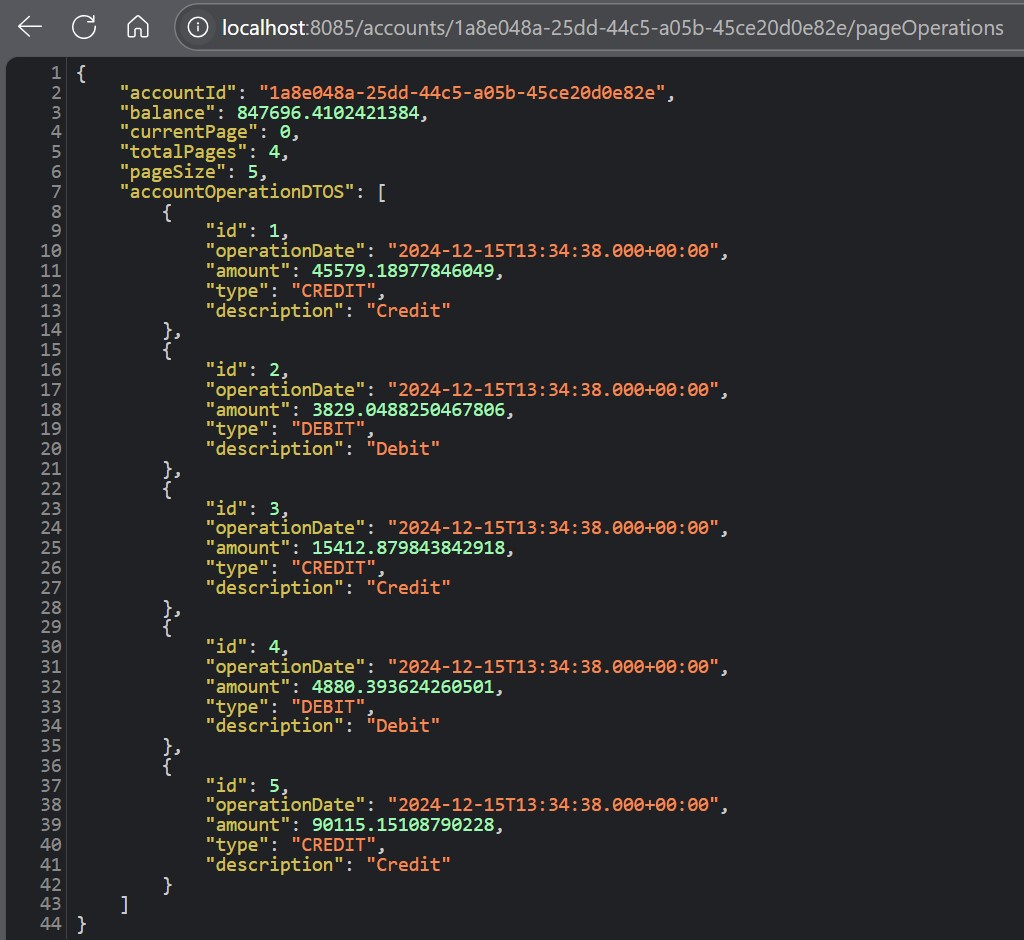 localhost:8085/accounts/1a8e048a-25dd-44c5-a05b-45ce20d0e82e/pageOperations
1 {
2     "accountId": "1a8e048a-25dd-44c5-a05b-45ce20d0e82e",
3     "balance": 847696.4102421384,
4     "currentPage": 0,
5     "totalPages": 4,
6     "pageSize": 5,
7     "accountOperationDTOS": [
8         {
9             "id": 1,
10             "operationDate": "2024-12-15T13:34:38.000+00:00",
11             "amount": 45579.18977846049,
12             "type": "CREDIT",
13             "description": "Credit"
14         },
15         {
16             "id": 2,
17             "operationDate": "2024-12-15T13:34:38.000+00:00",
18             "amount": 3829.0488250467806,
19             "type": "DEBIT",
20             "description": "Debit"
21         },
22         {
23             "id": 3,
24             "operationDate": "2024-12-15T13:34:38.000+00:00",
25             "amount": 15412.879843842918,
26             "type": "CREDIT",
27             "description": "Credit"
28         },
29         {
30             "id": 4,
31             "operationDate": "2024-12-15T13:34:38.000+00:00",
32             "amount": 4880.393624260501,
33             "type": "DEBIT",
34             "description": "Debit"
35         },
36         {
37             "id": 5,
38             "operationDate": "2024-12-15T13:34:38.000+00:00",
39             "amount": 90115.15108790228,
40             "type": "CREDIT",
41             "description": "Credit"
42         }
43     ]
44 }